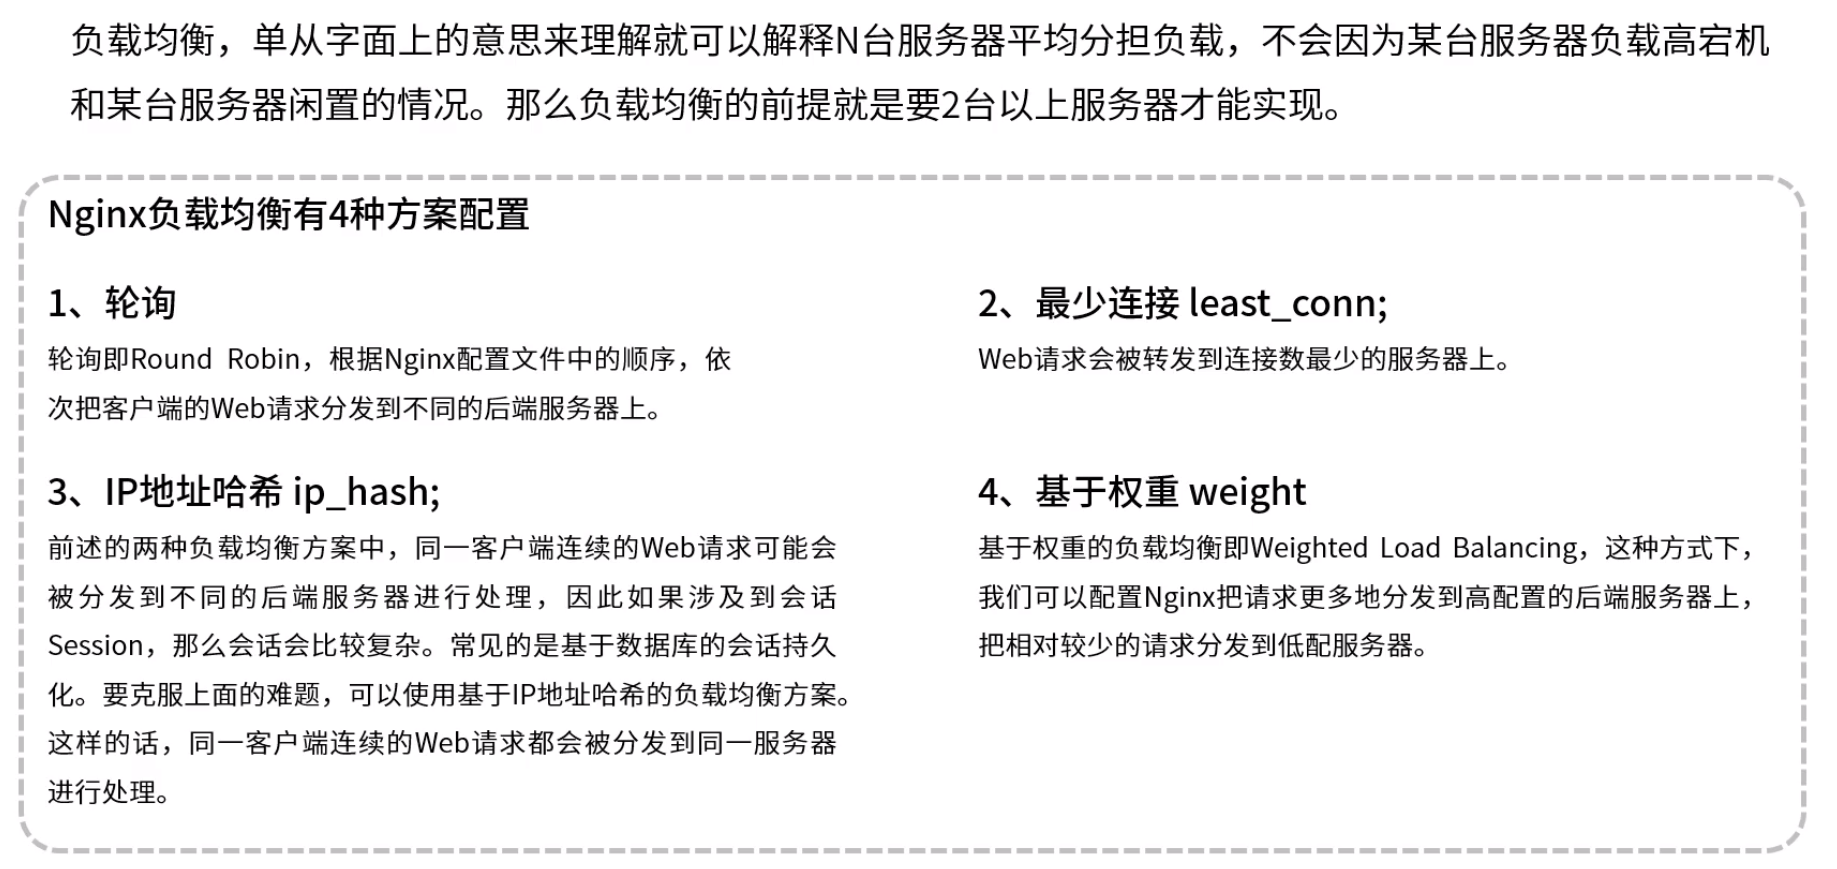 负载均衡，单从字面上的意思来理解就可以解释N台服务器平均分担负载，不会因为某台服务器负载高宕机
和某台服务器闲置的情况。那么负载均衡的前提就是要2台以上服务器才能实现。
Nginx负载均衡有4种方案配置
1、轮询
轮询即Round Robin，根据Nginx配置文件中的顺序，依
次把客户端的Web请求分发到不同的后端服务器上。
2、最少连接 least_conn;
Web请求会被转发到连接数最少的服务器上。
3、IP地址哈希 ip_hash;
前述的两种负载均衡方案中，同一客户端连续的Web请求可能会
被分发到不同的后端服务器进行处理，因此如果涉及到会话
Session，那么会话会比较复杂。常见的是基于数据库的会话持久
化。要克服上面的难题，可以使用基于IP地址哈希的负载均衡方案。
这样的话，同一客户端连续的Web请求都会被分发到同一服务器
进行处理。
4、基于权重 weight
基于权重的负载均衡即Weighted Load Balancing，这种方式下，
我们可以配置Nginx把请求更多地分发到高配置的后端服务器上，
把相对较少的请求分发到低配服务器。